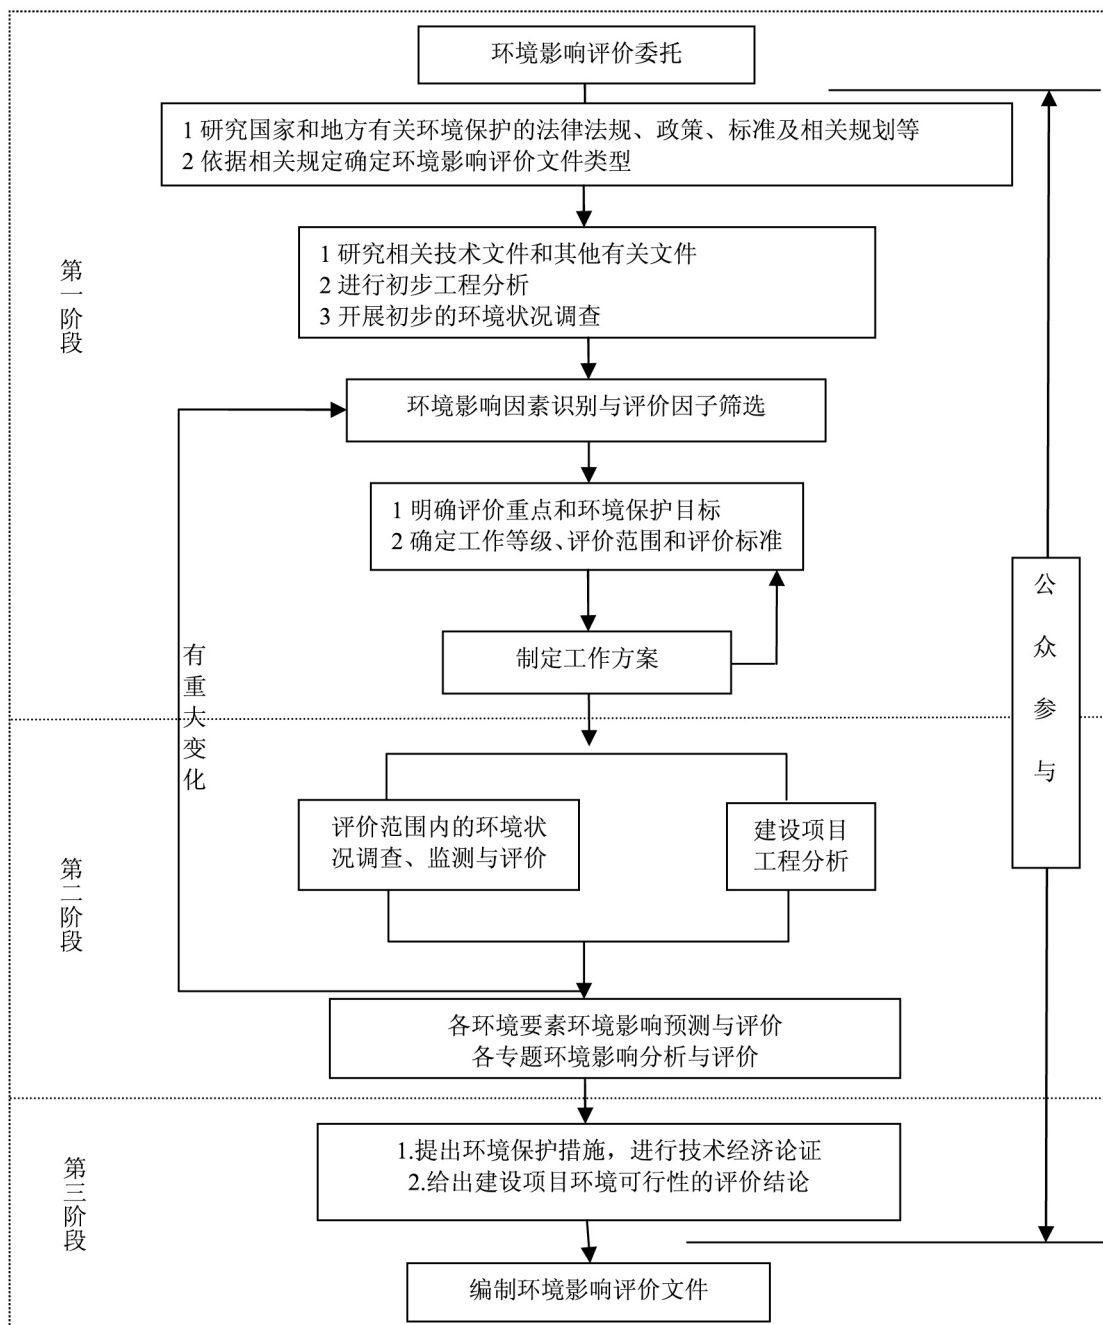 环境影响评价委托
1 研究国家和地方有关环境保护的法律法规、政策、标准及相关规划等
2 依据相关规定确定环境影响评价文件类型
1 研究相关技术文件和其他有关文件
2 进行初步工程分析
3 开展初步的环境状况调查
第一阶段
环境影响因素识别与评价因子筛选
1 明确评价重点和环境保护目标
2 确定工作等级、评价范围和评价标准
制定工作方案
有重大变化
公众参与
评价范围内的环境状
况调查、监测与评价
建设项目
工程分析
第二阶段
各环境要素环境影响预测与评价
各专题环境影响分析与评价
1.提出环境保护措施，进行技术经济论证
2.给出建设项目环境可行性的评价结论
第三阶段
编制环境影响评价文件